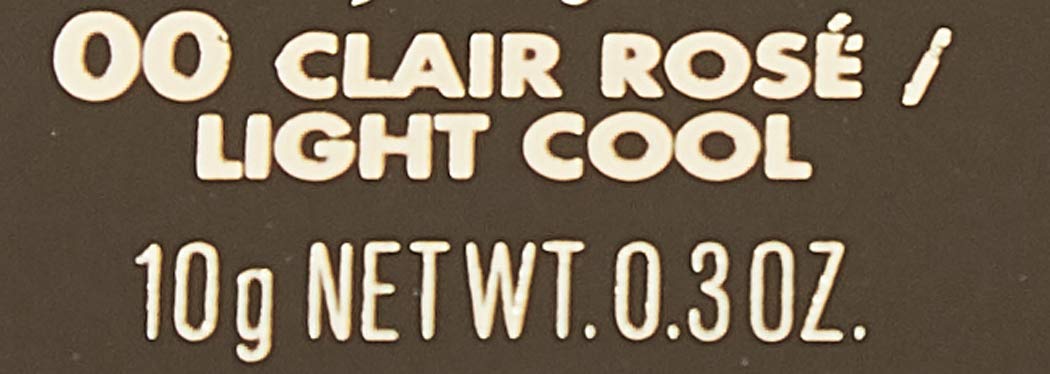 00 CLAIR ROSÉ /
LIGHT COOL
10g NET WT. 0.3 OZ.